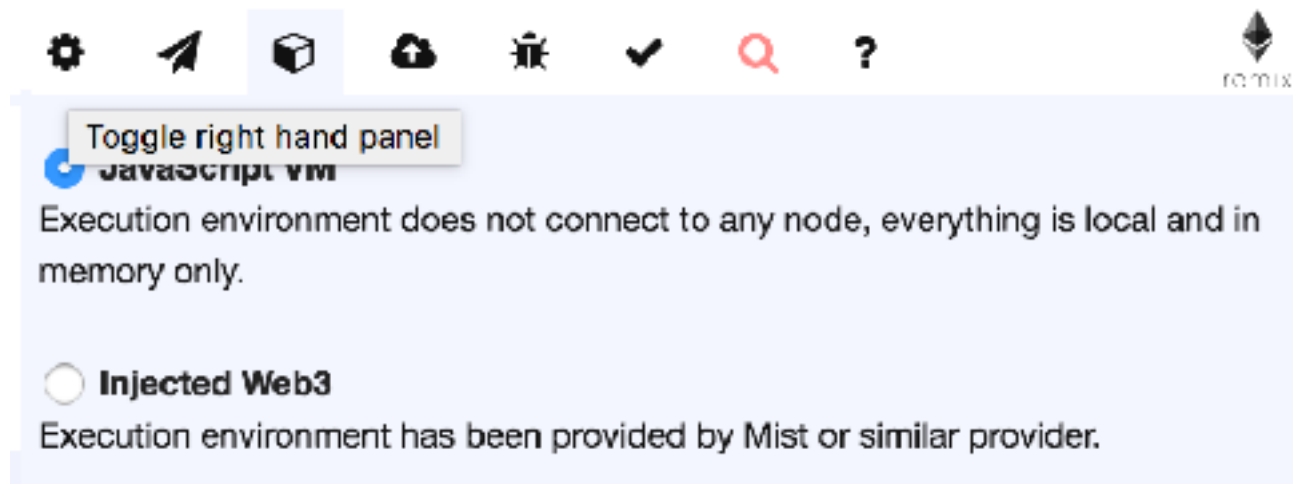 ?
remix
Toggle right hand panel
JavaScript VM
Execution environment does not connect to any node, everything is local and in
memory only.
Injected Web3
Execution environment has been provided by Mist or similar provider.